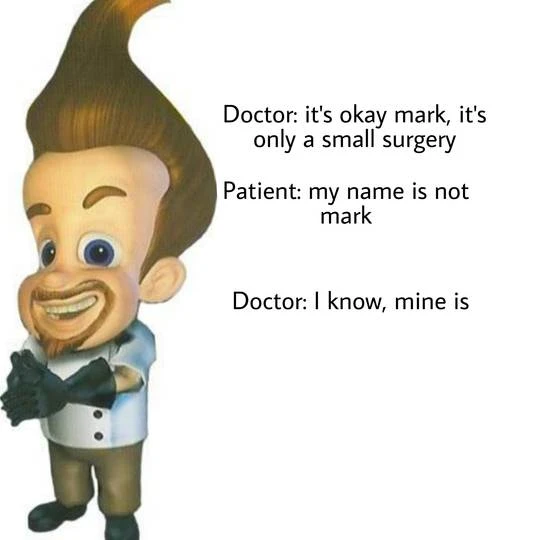 Doctor: it's okay mark, it's
only a small surgery
Patient: my name is not
mark
Doctor: I know, mine is